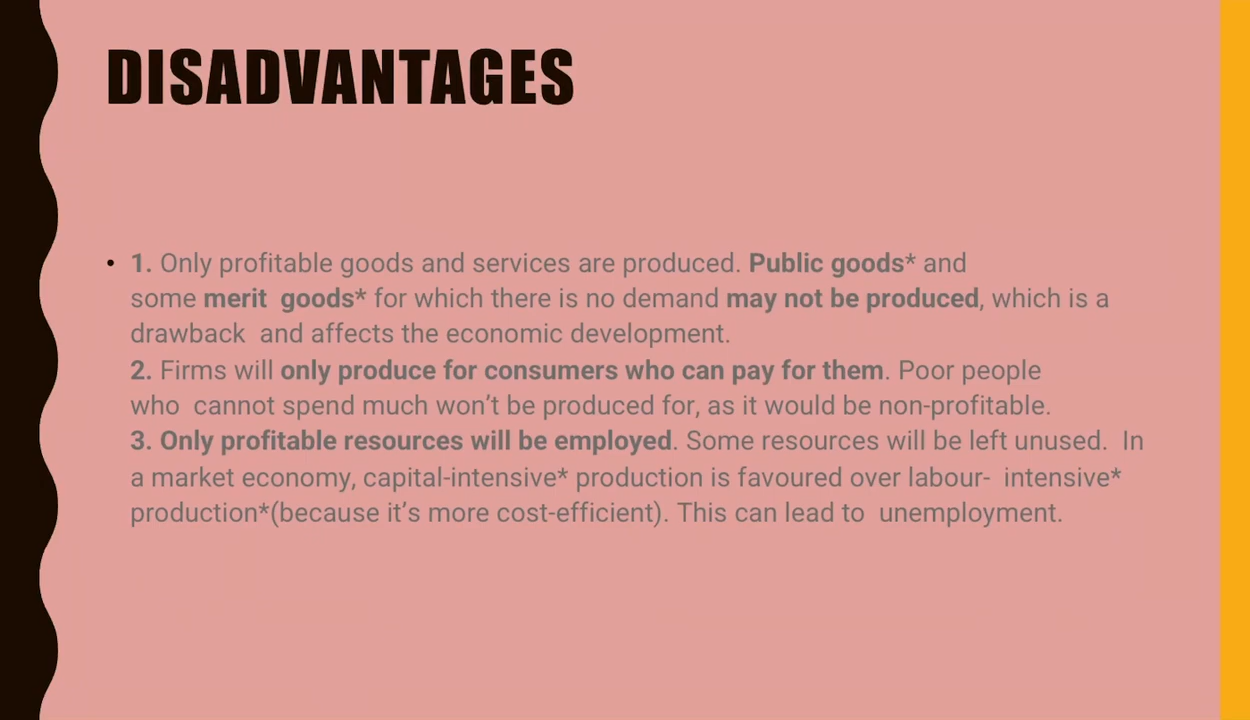 DISADVANTAGES
• 1. Only profitable goods and services are produced. Public goods* and
some merit  goods* for which there is no demand may not be produced, which is a
drawback  and affects the economic development.
2. Firms will only produce for consumers who can pay for them. Poor people
who  cannot spend much won’t be produced for, as it would be non-profitable.
3. Only profitable resources will be employed. Some resources will be left unused.  In
a market economy, capital-intensive* production is favoured over labour-  intensive*
production*(because it’s more cost-efficient). This can lead to  unemployment.